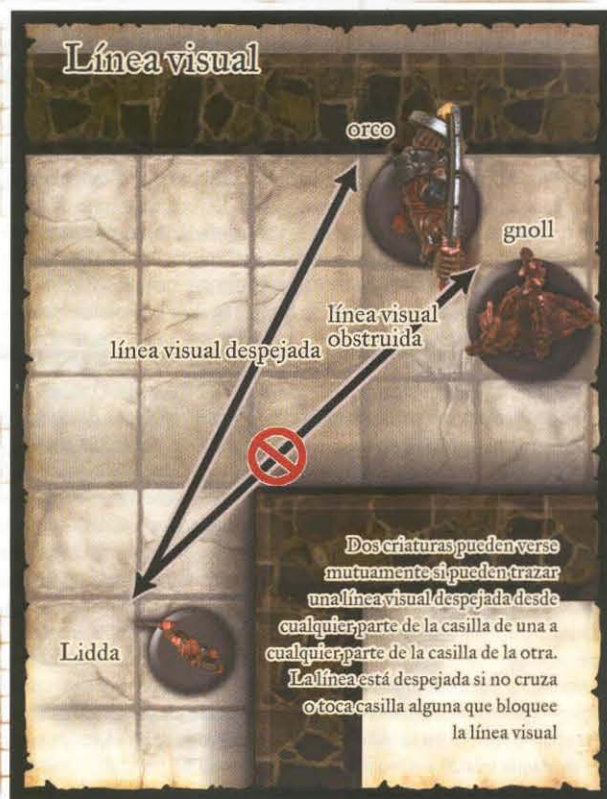 Línea visual
orco
gnoll
línea visual
obstruida
línea visual despejada
Lidda
Dos criaturas pueden verse
mutuamente si pueden trazar
una línea visual despejada desde
cualquier parte de la casilla de una a
cualquier parte de la casilla de la otra.
La línea está despejada si no cruza
o toca casilla alguna que bloquee
la línea visual